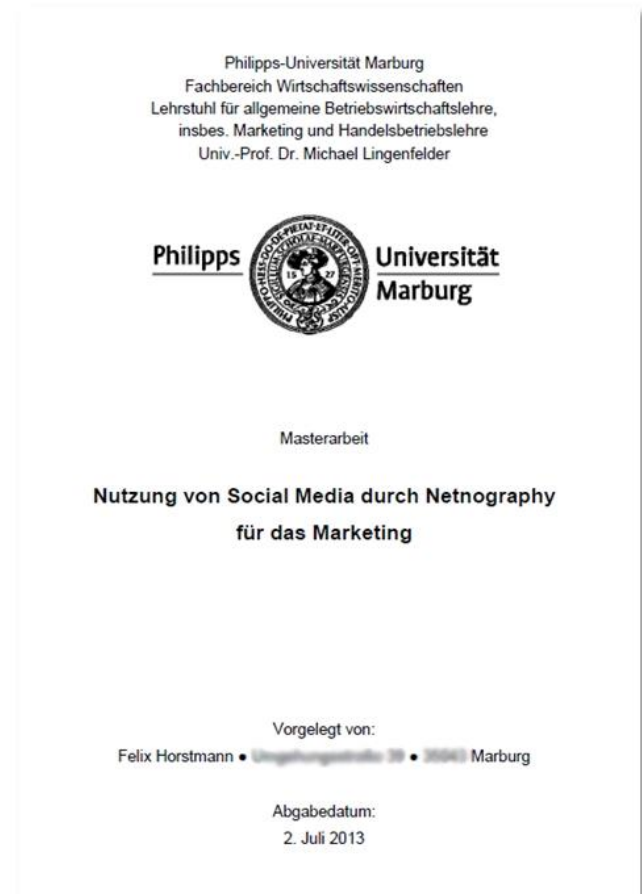 Philipps-Universität Marburg
Fachbereich Wirtschaftswissenschaften
Lehrstuhl für allgemeine Betriebswirtschaftslehre,
insbes. Marketing und Handelsbetriebslehre
Univ.-Prof. Dr. Michael Lingenfelder
Philipps Universität
Marburg
15 27
Masterarbeit
Nutzung von Social Media durch Netnography
für das Marketing
Vorgelegt von:
Felix Horstmann ● ● Marburg
Abgabedatum:
2. Juli 2013